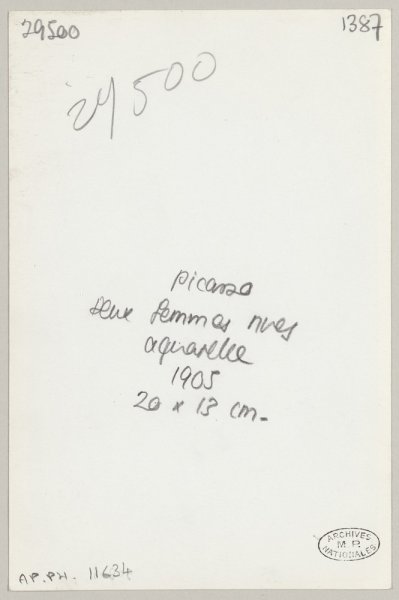 29500
1387
29500
Picasso
deux femmes nues
aquarelle
1905
20 x 13 cm.
ARCHIVES
M.P.
NATIONALES
AP.PH. 11634